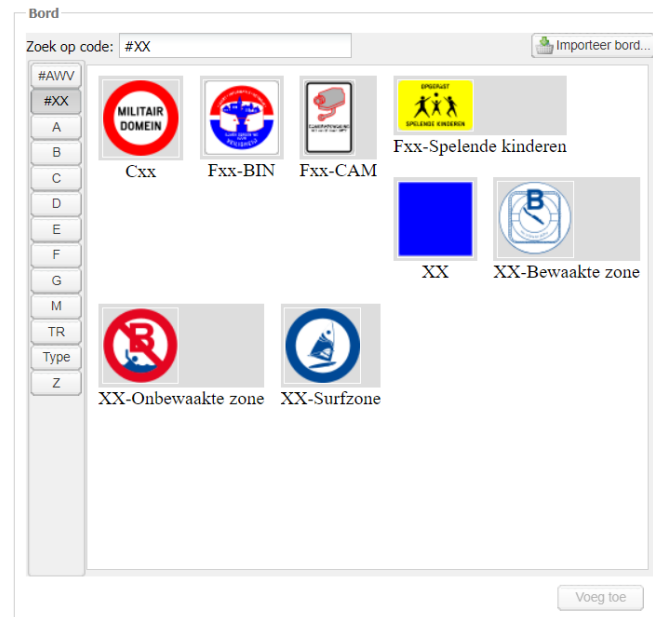 Bord
Zoek op code: #XX
Importeer bord...
#AWV
#XX
A
B
C
D
E
F
G
M
TR
Type
Z
MILITAIR
DOMEIN
Cxx
Fxx-BIN
Fxx-CAM
OPGEPAST
SPELENDE KINDEREN
Fxx-Spelende kinderen
XX
B
XX-Bewaakte zone
B
XX-Onbewaakte zone
XX-Surfzone
Voeg toe